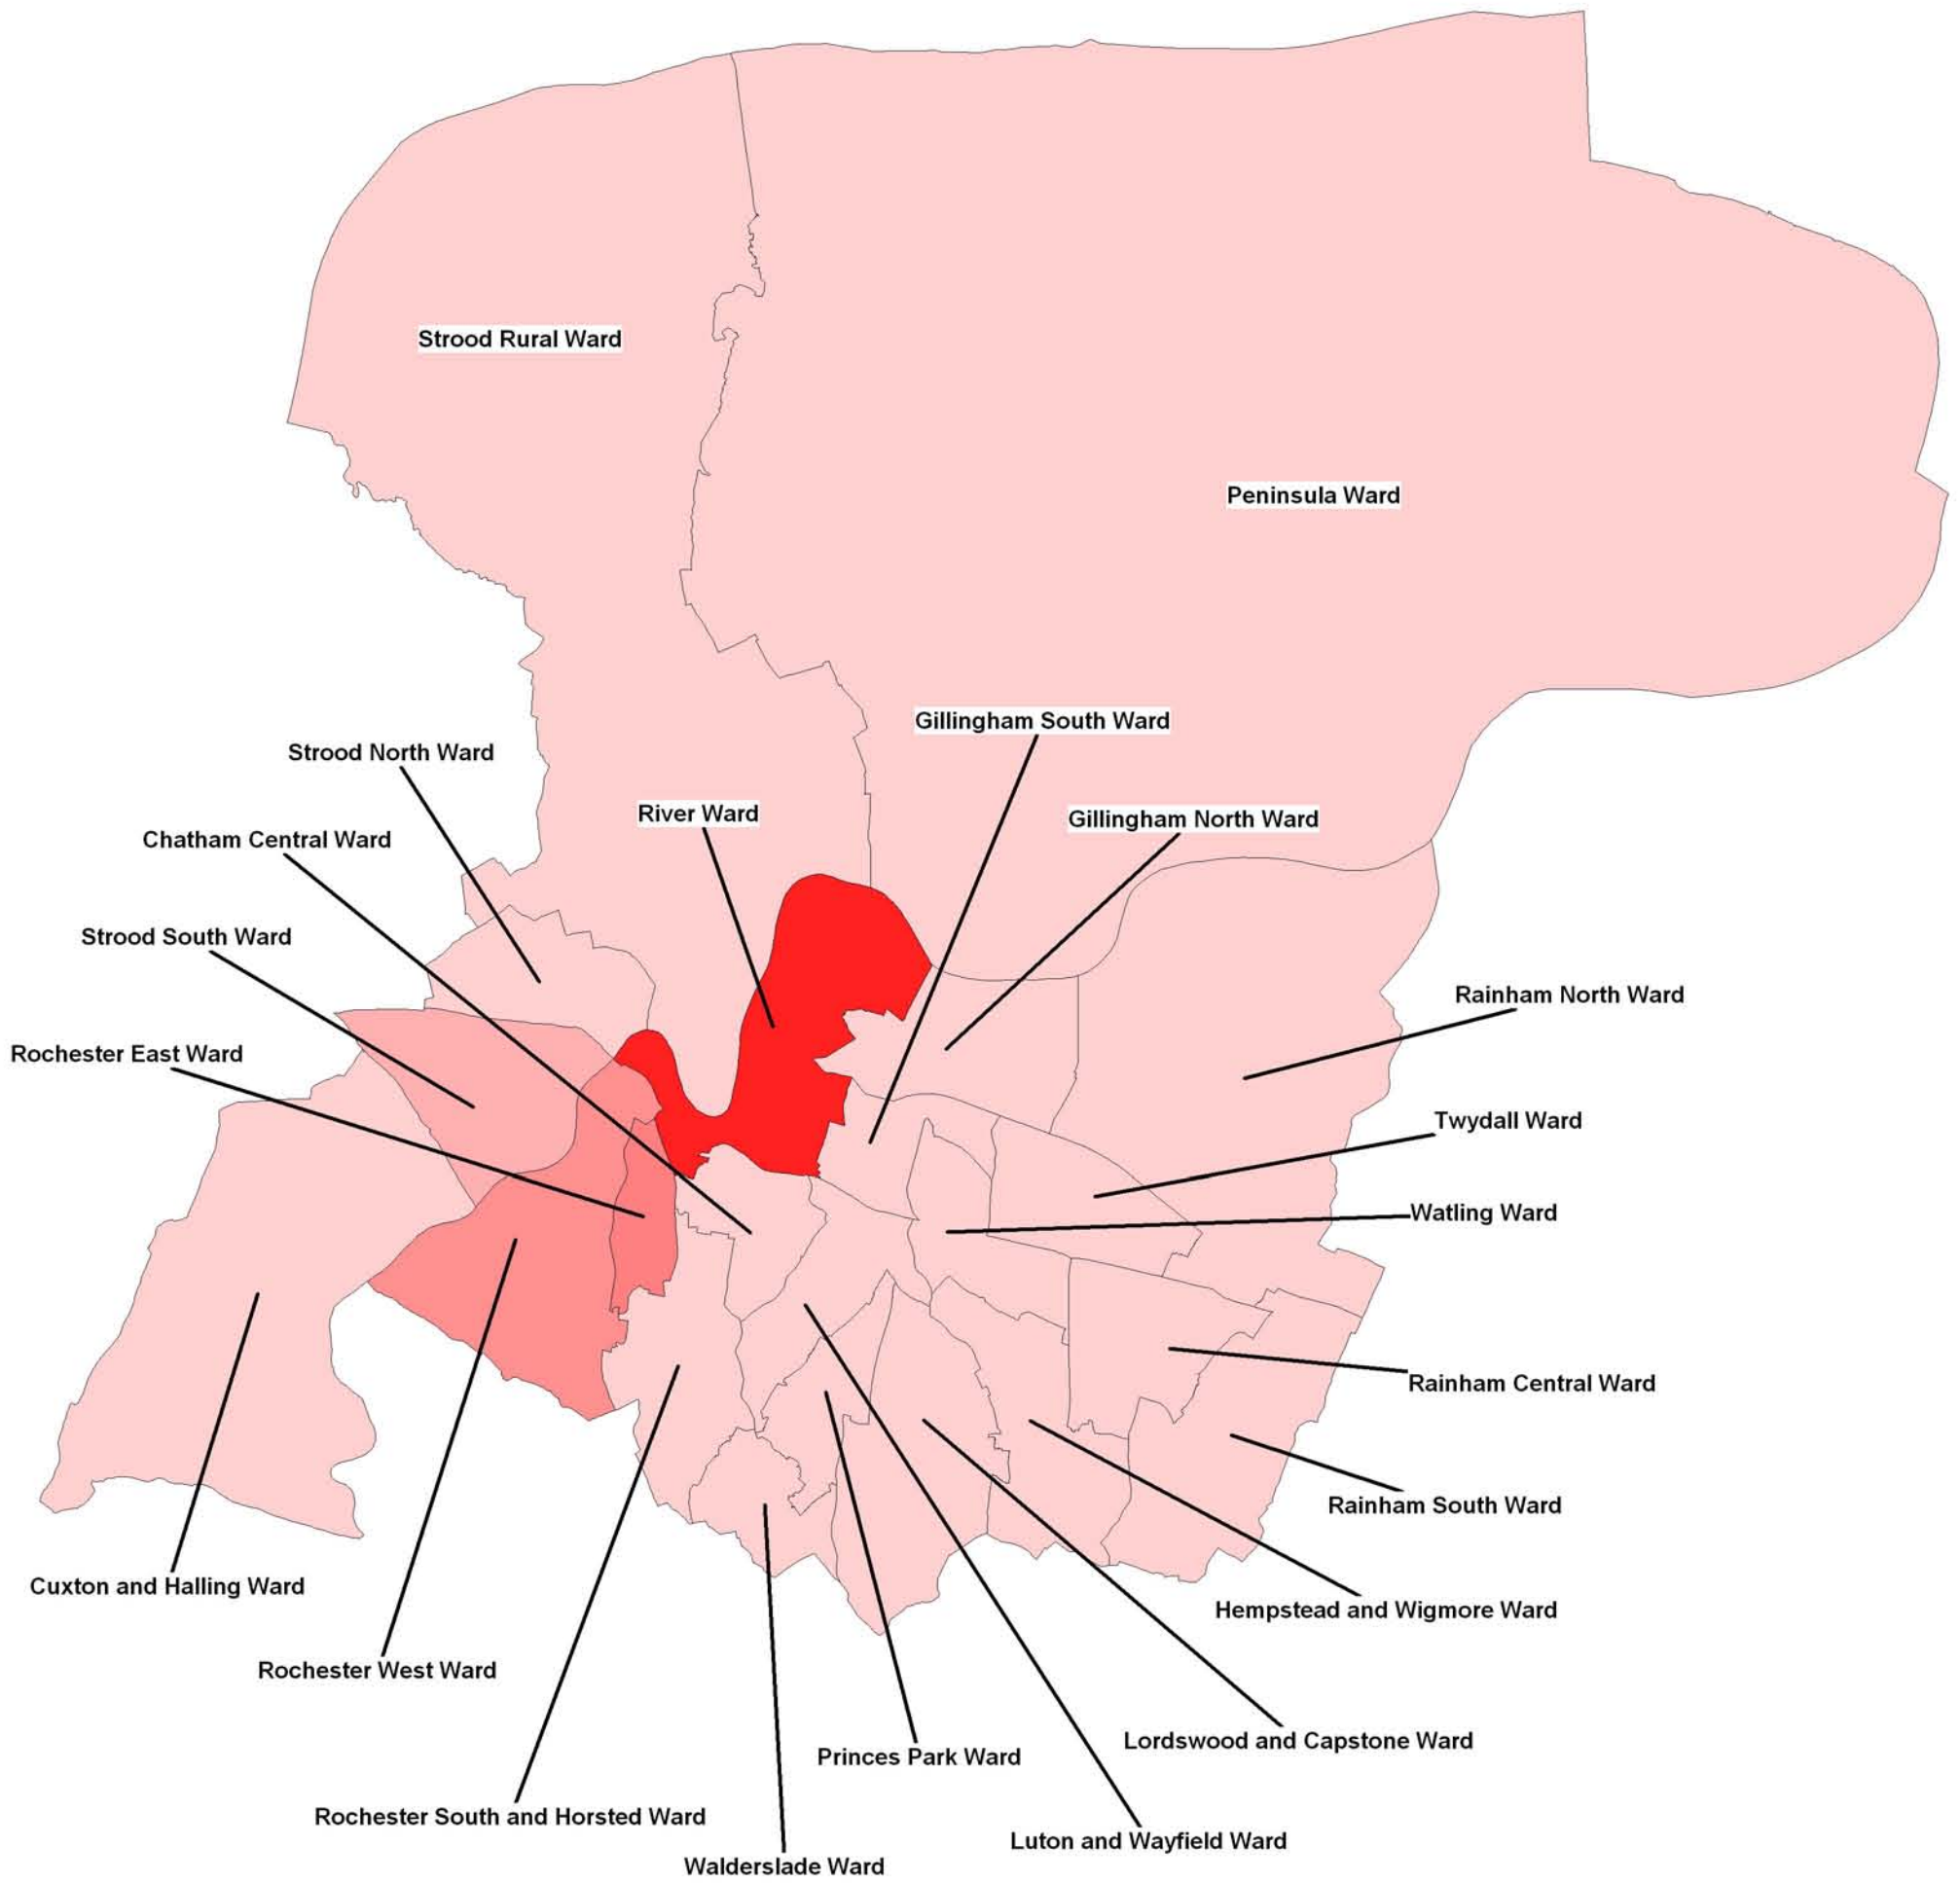 Strood Rural Ward
Peninsula Ward
Gillingham South Ward
Strood North Ward
River Ward
Gillingham North Ward
Chatham Central Ward
Strood South Ward
Rainham North Ward
Rochester East Ward
Twydall Ward
Watling Ward
Rainham Central Ward
Rainham South Ward
Cuxton and Halling Ward
Hempstead and Wigmore Ward
Rochester West Ward
Lordswood and Capstone Ward
Princes Park Ward
Rochester South and Horsted Ward
Luton and Wayfield Ward
Walderslade Ward